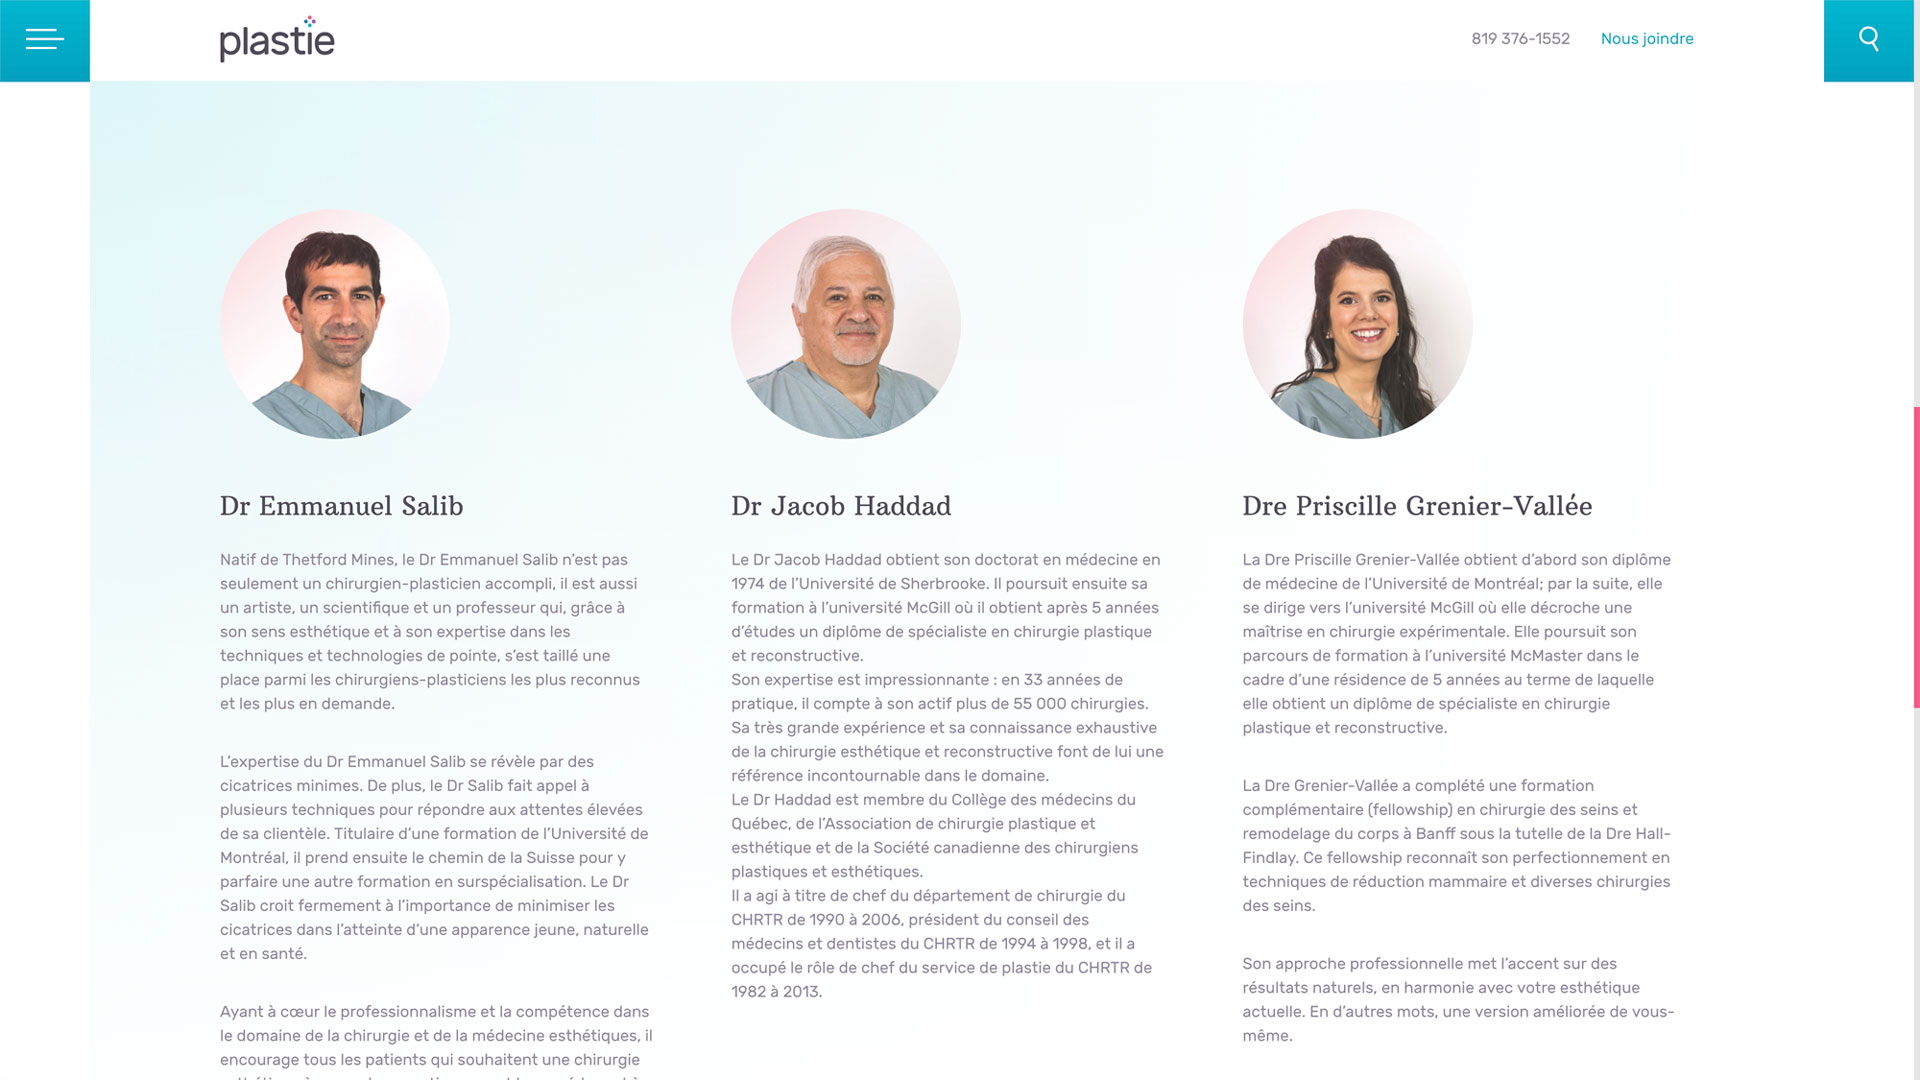 plastie
819 376-1552
Nous joindre
Dr Emmanuel Salib
Natif de Thetford Mines, le Dr Emmanuel Salib n’est pas
seulement un chirurgien-plasticien accompli, il est aussi
un artiste, un scientifique et un professeur qui, grâce à
son sens esthétique et à son expertise dans les
techniques et technologies de pointe, s’est taillé une
place parmi les chirurgiens-plasticiens les plus reconnus
et les plus en demande.
L’expertise du Dr Emmanuel Salib se révèle par des
cicatrices minimes. De plus, le Dr Salib fait appel à
plusieurs techniques pour répondre aux attentes élevées
de sa clientèle. Titulaire d’une formation de l’Université de
Montréal, il prend ensuite le chemin de la Suisse pour y
parfaire une autre formation en surspécialisation. Le Dr
Salib croit fermement à l’importance de minimiser les
cicatrices dans l’atteinte d’une apparence jeune, naturelle
et en santé.
Ayant à cœur le professionnalisme et la compétence dans
le domaine de la chirurgie et de la médecine esthétiques, il
encourage tous les patients qui souhaitent une chirurgie
Dr Jacob Haddad
Le Dr Jacob Haddad obtient son doctorat en médecine en
1974 de l’Université de Sherbrooke. Il poursuit ensuite sa
formation à l’université McGill où il obtient après 5 années
d’études un diplôme de spécialiste en chirurgie plastique
et reconstructive.
Son expertise est impressionnante : en 33 années de
pratique, il compte à son actif plus de 55 000 chirurgies.
Sa très grande expérience et sa connaissance exhaustive
de la chirurgie esthétique et reconstructive font de lui une
référence incontournable dans le domaine.
Le Dr Haddad est membre du Collège des médecins du
Québec, de l’Association de chirurgie plastique et
esthétique et de la Société canadienne des chirurgiens
plastiques et esthétiques.
Il a agi à titre de chef du département de chirurgie du
CHRTR de 1990 à 2006, président du conseil des
médecins et dentistes du CHRTR de 1994 à 1998, et il a
occupé le rôle de chef du service de plastie du CHRTR de
1982 à 2013.
Dre Priscille Grenier-Vallée
La Dre Priscille Grenier-Vallée obtient d’abord son diplôme
de médecine de l’Université de Montréal; par la suite, elle
se dirige vers l’université McGill où elle décroche une
maîtrise en chirurgie expérimentale. Elle poursuit son
parcours de formation à l’université McMaster dans le
cadre d’une résidence de 5 années au terme de laquelle
elle obtient un diplôme de spécialiste en chirurgie
plastique et reconstructive.
La Dre Grenier-Vallée a complété une formation
complémentaire (fellowship) en chirurgie des seins et
remodelage du corps à Banff sous la tutelle de la Dre Hall-
Findlay. Ce fellowship reconnaît son perfectionnement en
techniques de réduction mammaire et diverses chirurgies
des seins.
Son approche professionnelle met l’accent sur des
résultats naturels, en harmonie avec votre esthétique
actuelle. En d’autres mots, une version améliorée de vous-
même.